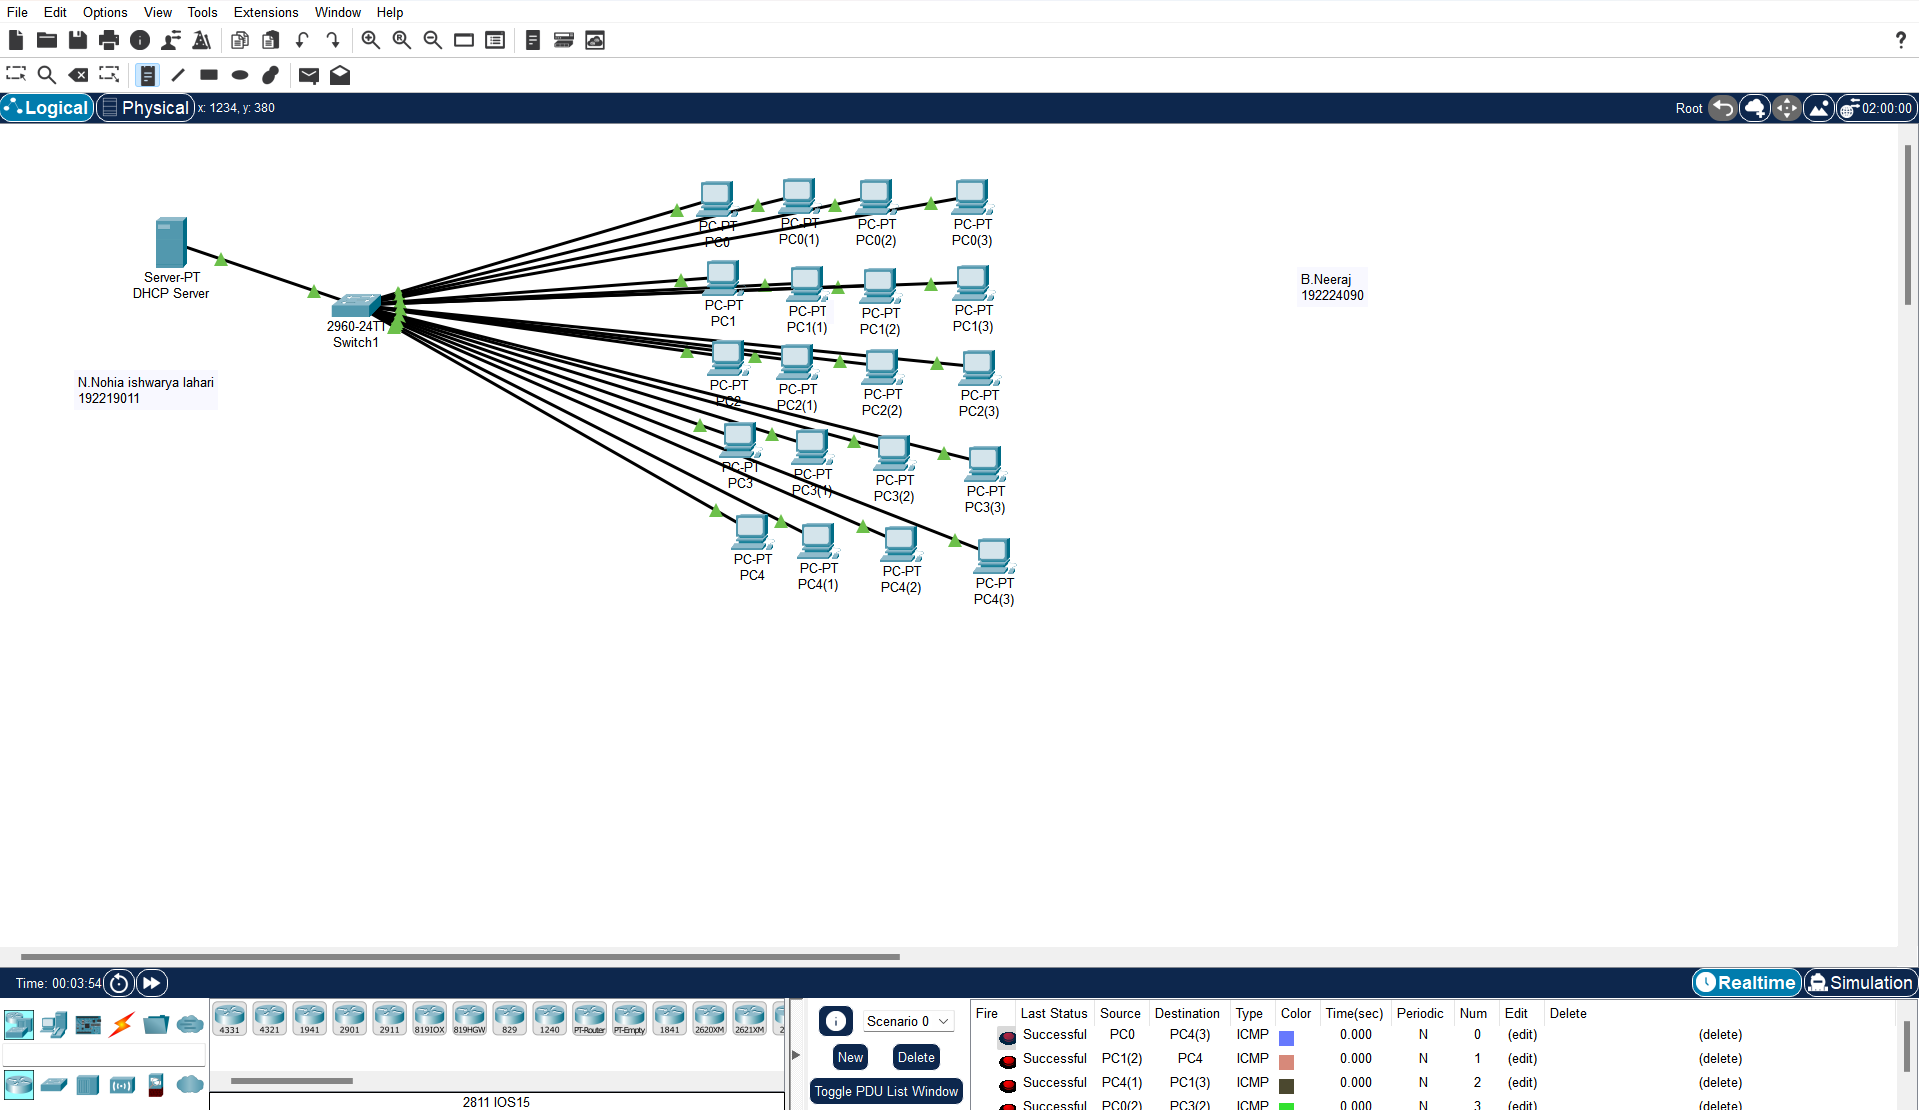 File Edit Options View Tools Extensions Window Help
?
Logical Physical x: 1234, y: 380 Root 02:00:00
PC-PT
PC0
PC-PT
PC0(1)
PC-PT
PC0(2)
PC-PT
PC0(3)
Server-PT
DHCP Server
PC-PT
PC1
PC-PT
PC1(1)
PC-PT
PC1(2)
PC-PT
PC1(3)
B.Neeraj
192224090
2960-24TT
Switch1
N.Nohia ishwarya lahari
192219011
PC-PT
PC2
PC-PT
PC2(1)
PC-PT
PC2(2)
PC-PT
PC2(3)
PC-PT
PC3
PC-PT
PC3(1)
PC-PT
PC3(2)
PC-PT
PC3(3)
PC-PT
PC4
PC-PT
PC4(1)
PC-PT
PC4(2)
PC-PT
PC4(3)
Time: 00:03:54 Realtime Simulation
4331 4321 1941 2901 2911 819IOX 819HGW 829 1240 PT-Router PT-Empty 1841 2620XM 2621XM 2
2811 IOS15
Scenario 0
New Delete
Toggle PDU List Window
Fire Last Status Source Destination Type Color Time(sec) Periodic Num Edit Delete
Successful PC0 PC4(3) ICMP 0.000 N 0 (edit) (delete)
Successful PC1(2) PC4 ICMP 0.000 N 1 (edit) (delete)
Successful PC4(1) PC1(3) ICMP 0.000 N 2 (edit) (delete)
Successful PC0(2) PC3(2) ICMP 0.000 N 3 (edit) (delete)